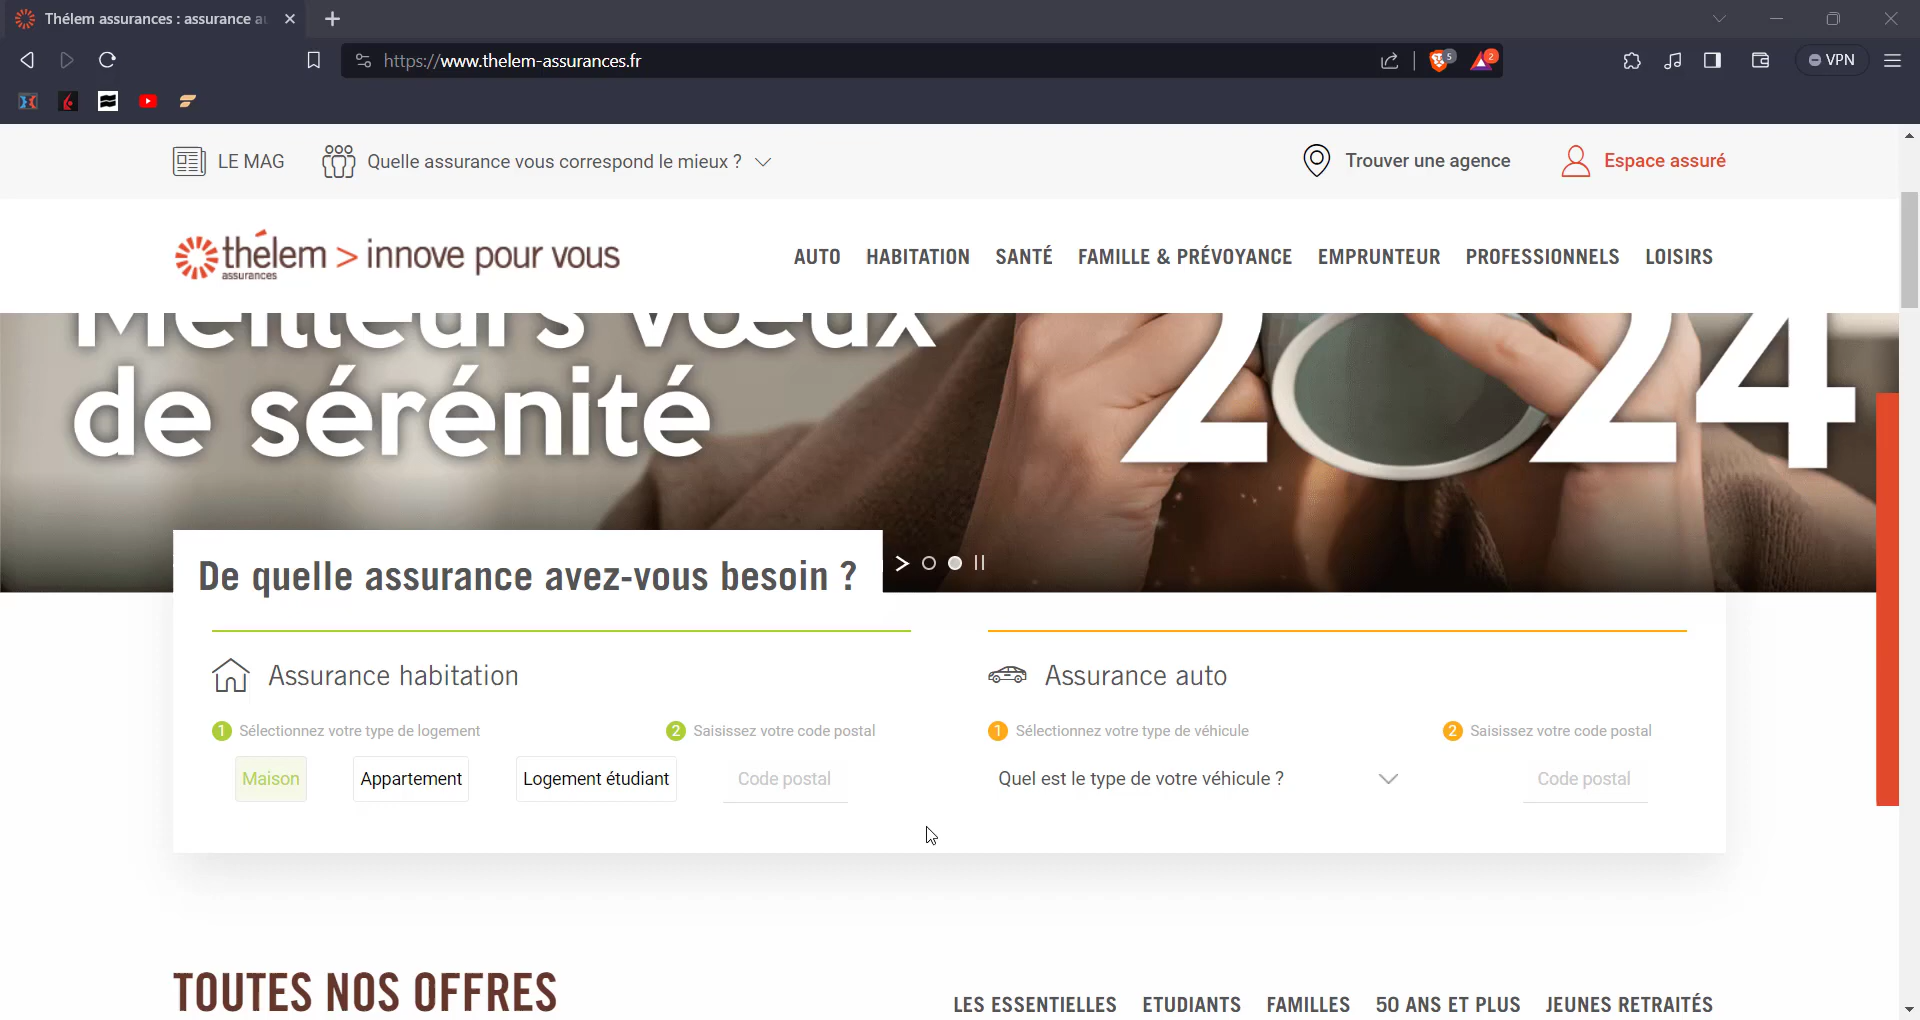 Thélem assurances : assurance au
https://www.thelem-assurances.fr
5
2
VPN
LE MAG
Quelle assurance vous correspond le mieux ?
Trouver une agence
Espace assuré
thélem > innove pour vous
assurances
AUTO HABITATION SANTÉ FAMILLE & PRÉVOYANCE EMPRUNTEUR PROFESSIONNELS LOISIRS
Meilleurs vœux
de sérénité
2024
De quelle assurance avez-vous besoin ?
Assurance habitation
1 Sélectionnez votre type de logement
2 Saisissez votre code postal
Maison
Appartement
Logement étudiant
Code postal
Assurance auto
1 Sélectionnez votre type de véhicule
2 Saisissez votre code postal
Quel est le type de votre véhicule ?
Code postal
TOUTES NOS OFFRES
LES ESSENTIELLES ETUDIANTS FAMILLES 50 ANS ET PLUS JEUNES RETRAITÉS